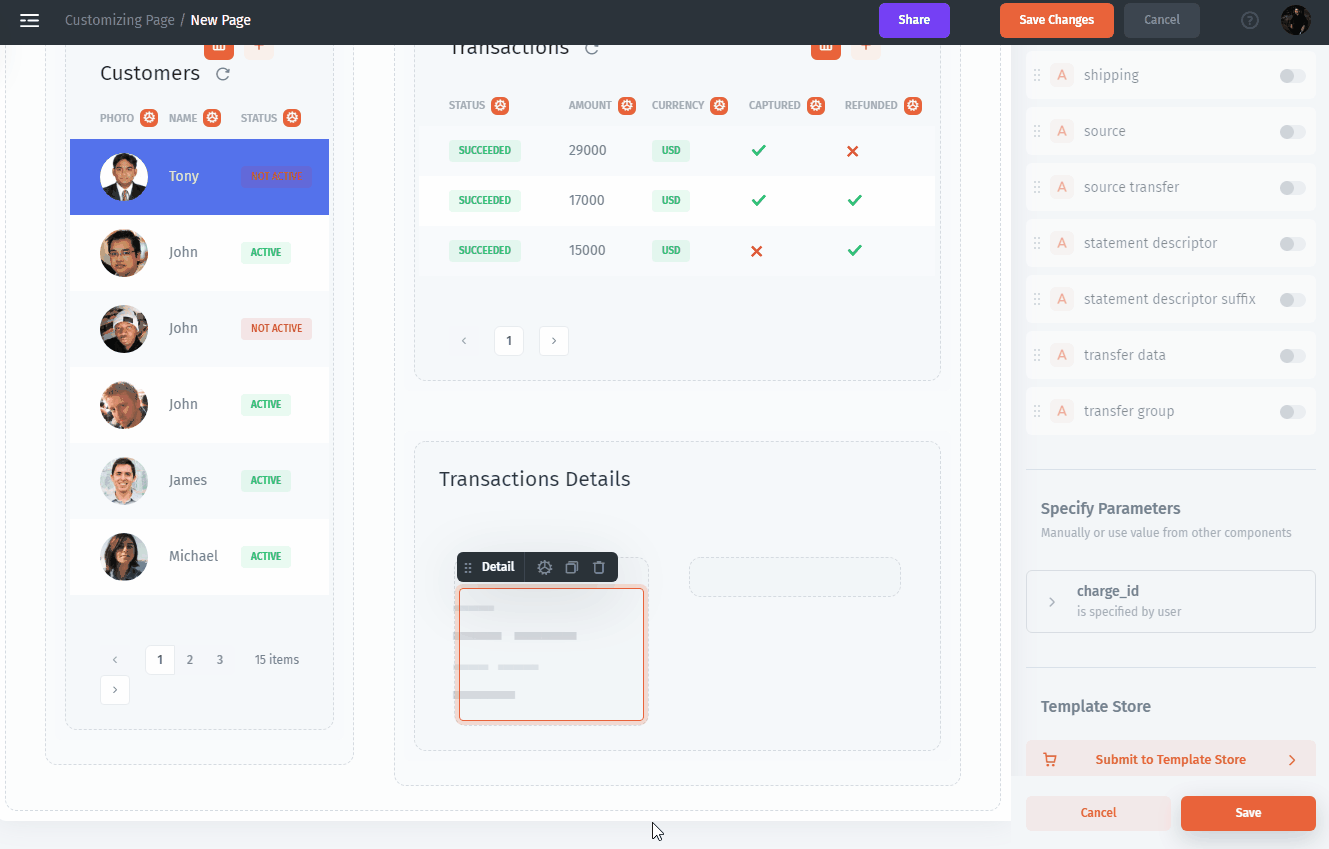 Customizing Page / New Page
Share
Save Changes
Cancel
?
Customers
PHOTO NAME STATUS
Tony NOT ACTIVE
John ACTIVE
John NOT ACTIVE
John ACTIVE
James ACTIVE
Michael ACTIVE
1 2 3 15 items
Transactions
STATUS AMOUNT CURRENCY CAPTURED REFUNDED
SUCCEEDED 29000 USD
SUCCEEDED 17000 USD
SUCCEEDED 15000 USD
1
Transactions Details
Detail
A shipping
A source
A source transfer
A statement descriptor
A statement descriptor suffix
A transfer data
A transfer group
Specify Parameters
Manually or use value from other components
charge_id
is specified by user
Template Store
Submit to Template Store
Cancel
Save